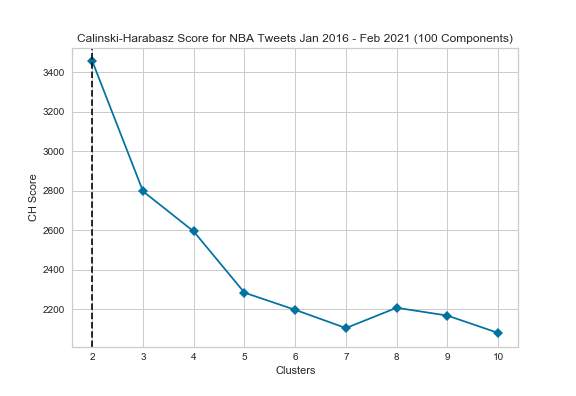 Calinski-Harabasz Score for NBA Tweets Jan 2016 - Feb 2021 (100 Components)
3400
3200
3000
2800
2600
2400
2200
CH Score
2 3 4 5 6 7 8 9 10
Clusters